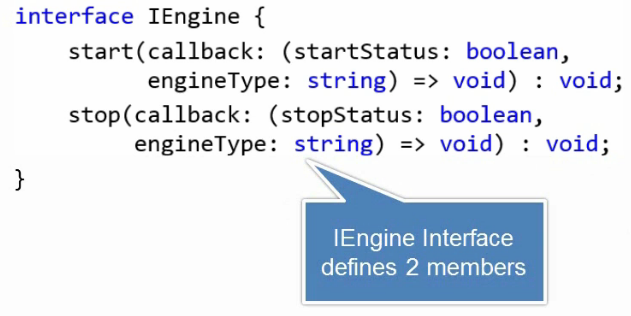 interface IEngine {
start(callback: (startStatus: boolean,
engineType: string) => void) : void;
stop(callback: (stopStatus: boolean,
engineType: string) => void) : void;
}
IEngine Interface
defines 2 members